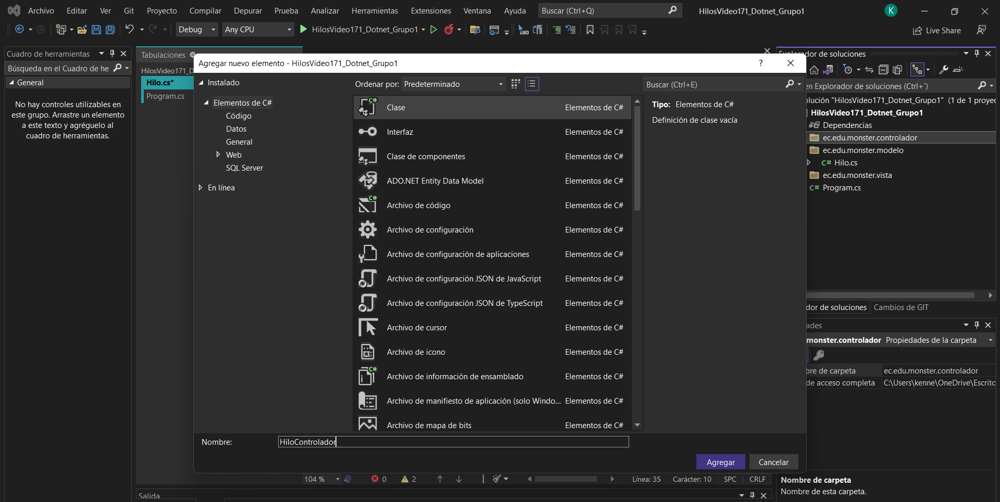 Archivo Editar Ver Git Proyecto Compilar Depurar Prueba Analizar Herramientas Extensiones Ventana Ayuda Buscar (Ctrl+Q) HilosVideo171_Dotnet_Grupo1 K
Debug Any CPU HilosVideo171_Dotnet_Grupo1 Live Share
Cuadro de herramientas
Búsqueda en el Cuadro de he
General
No hay controles utilizables en
este grupo. Arrastre un elemento
a este texto y agréguelo al
cuadro de herramientas.
Tabulaciones
HilosVideo171_D
Hilo.cs*
Program.cs
Agregar nuevo elemento - HilosVideo171_Dotnet_Grupo1 ?
Instalado
Elementos de C#
Código
Datos
General
Web
SQL Server
En línea
Ordenar por: Predeterminado
Clase Elementos de C#
Interfaz Elementos de C#
Clase de componentes Elementos de C#
ADO.NET Entity Data Model Elementos de C#
Archivo de código Elementos de C#
Archivo de configuración Elementos de C#
Archivo de configuración de aplicaciones Elementos de C#
Archivo de configuración JSON de JavaScript Elementos de C#
Archivo de configuración JSON de TypeScript Elementos de C#
Archivo de cursor Elementos de C#
Archivo de icono Elementos de C#
Archivo de información de ensamblado Elementos de C#
Archivo de manifiesto de aplicación (solo Windo... Elementos de C#
Archivo de mapa de bits Elementos de C#
Buscar (Ctrl+E)
Tipo: Elementos de C#
Definición de clase vacía
Nombre: HiloControlador
Agregar Cancelar
Explorador de soluciones
en Explorador de soluciones (Ctrl+´)
olución "HilosVideo171_Dotnet_Grupo1" (1 de 1 proyec
HilosVideo171_Dotnet_Grupo1
Dependencias
ec.edu.monster.controlador
ec.edu.monster.modelo
C# Hilo.cs
ec.edu.monster.vista
C# Program.cs
dor de soluciones Cambios de GIT
ades
monster.controlador Propiedades de la carpeta
bre de carpeta ec.edu.monster.controlador
de acceso completa C:\Users\kenne\OneDrive\Escrito
Nombre de carpeta
Nombre de esta carpeta.
104 % 0 2 Línea: 35 Carácter: 10 SPC CRLF
Salida